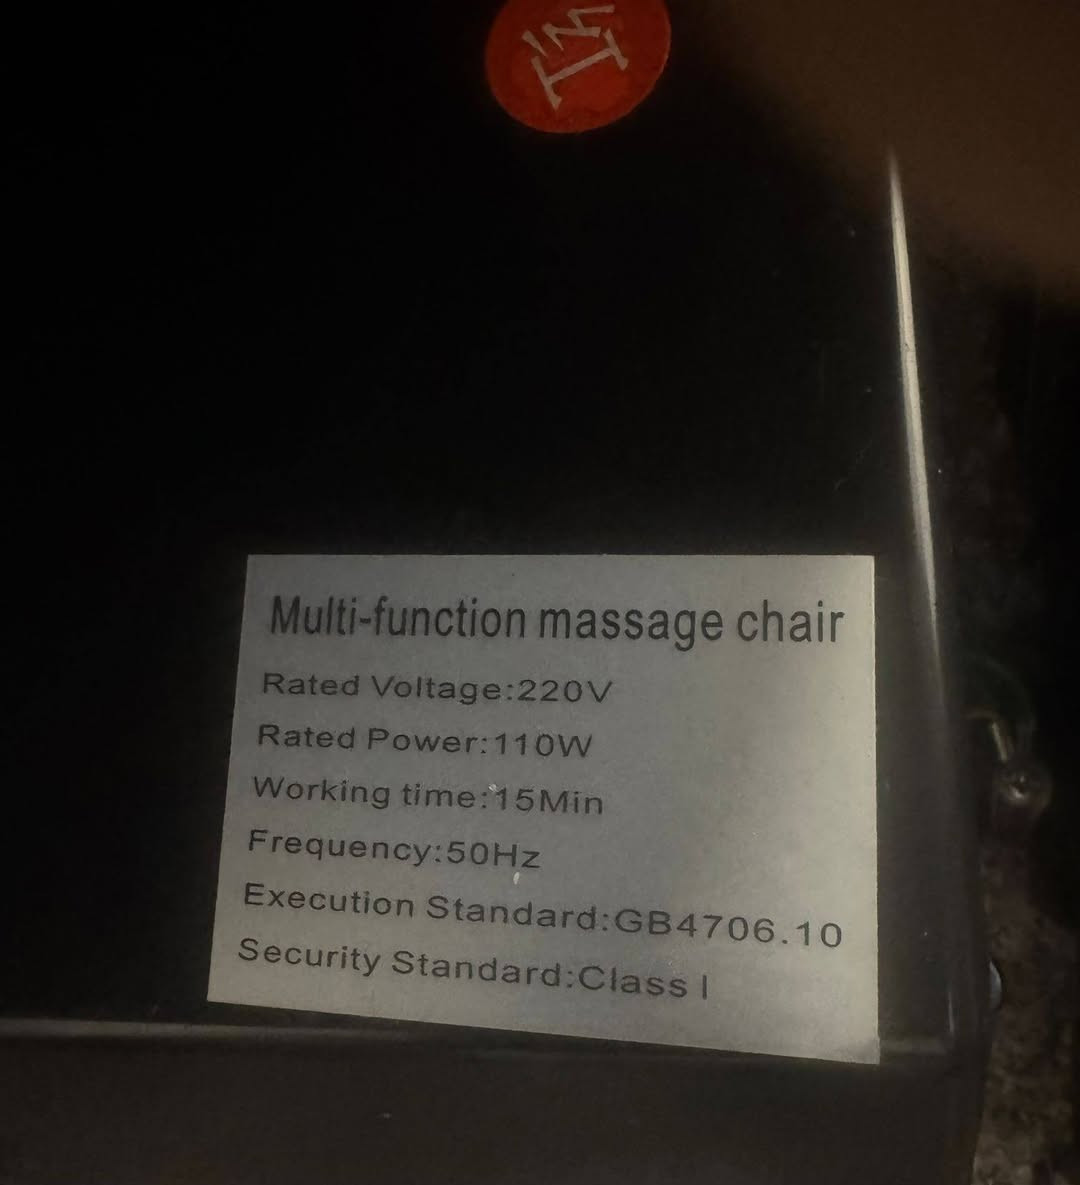 Multi-function massage chair
Rated Voltage:220V
Rated Power:110W
Working time:15Min
Frequency:50Hz
Execution Standard:GB4706.10
Security Standard:Class I